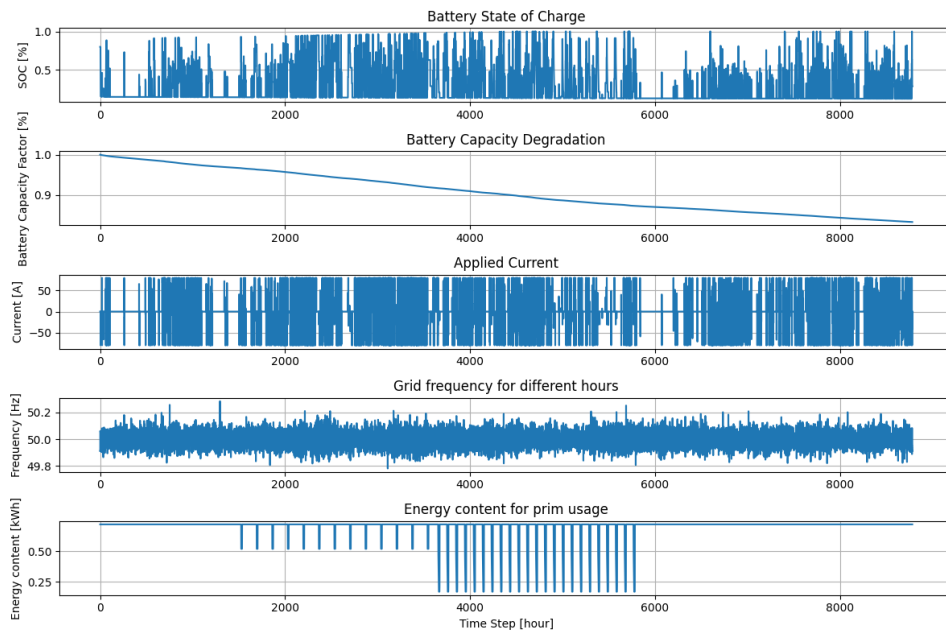 Battery State of Charge
SOC [%]
1.0
0.5
0 2000 4000 6000 8000
Battery Capacity Degradation
Battery Capacity Factor [%]
1.0
0.9
0 2000 4000 6000 8000
Applied Current
Current [A]
50
0
−50
0 2000 4000 6000 8000
Grid frequency for different hours
Frequency [Hz]
50.2
50.0
49.8
0 2000 4000 6000 8000
Energy content for prim usage
Energy content [kWh]
0.50
0.25
0 2000 4000 6000 8000
Time Step [hour]